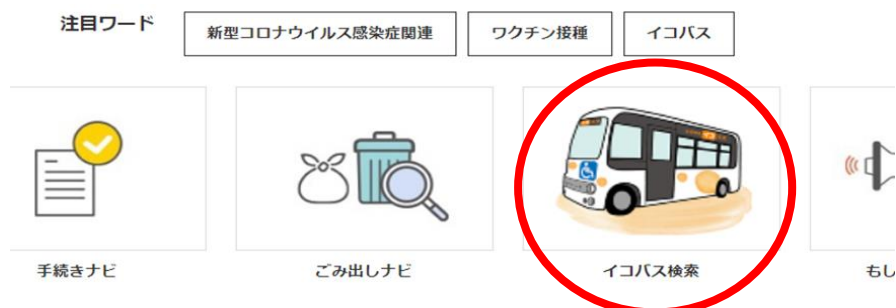 注目ワード
新型コロナウイルス感染症関連
ワクチン接種
イコバス
手続きナビ
ごみ出しナビ
イコバス検索
もし